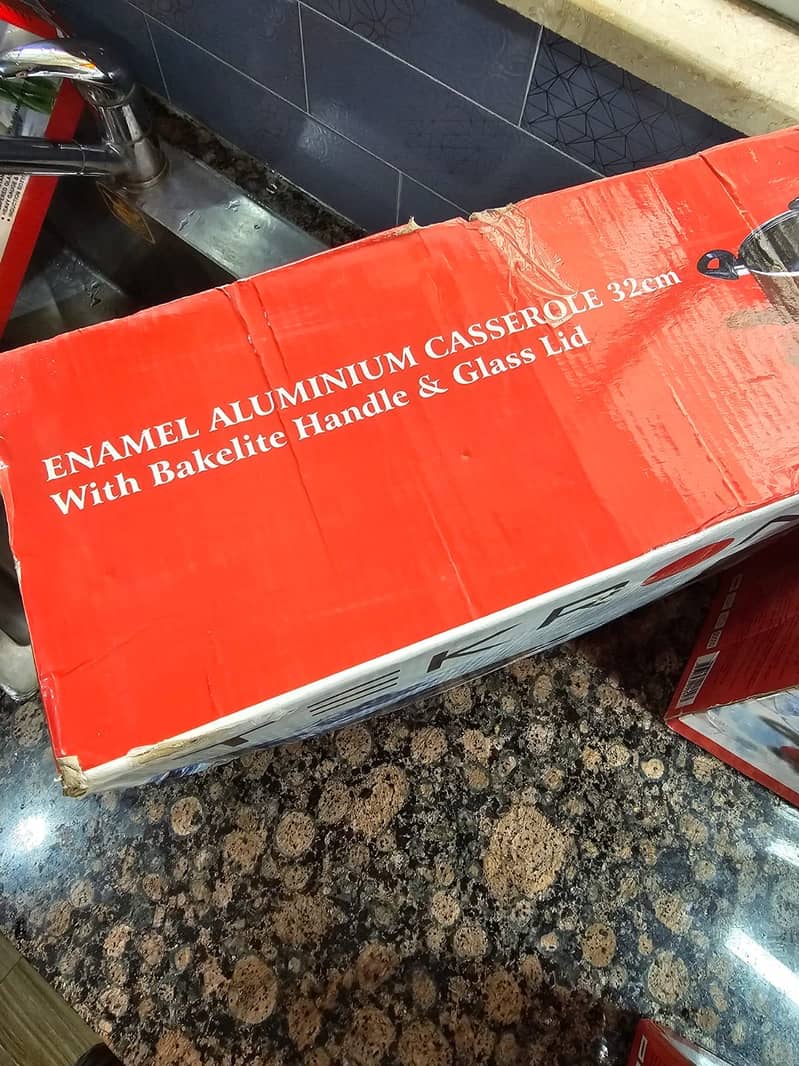 ENAMEL ALUMINIUM CASSEROLE 32cm
With Bakelite Handle & Glass Lid